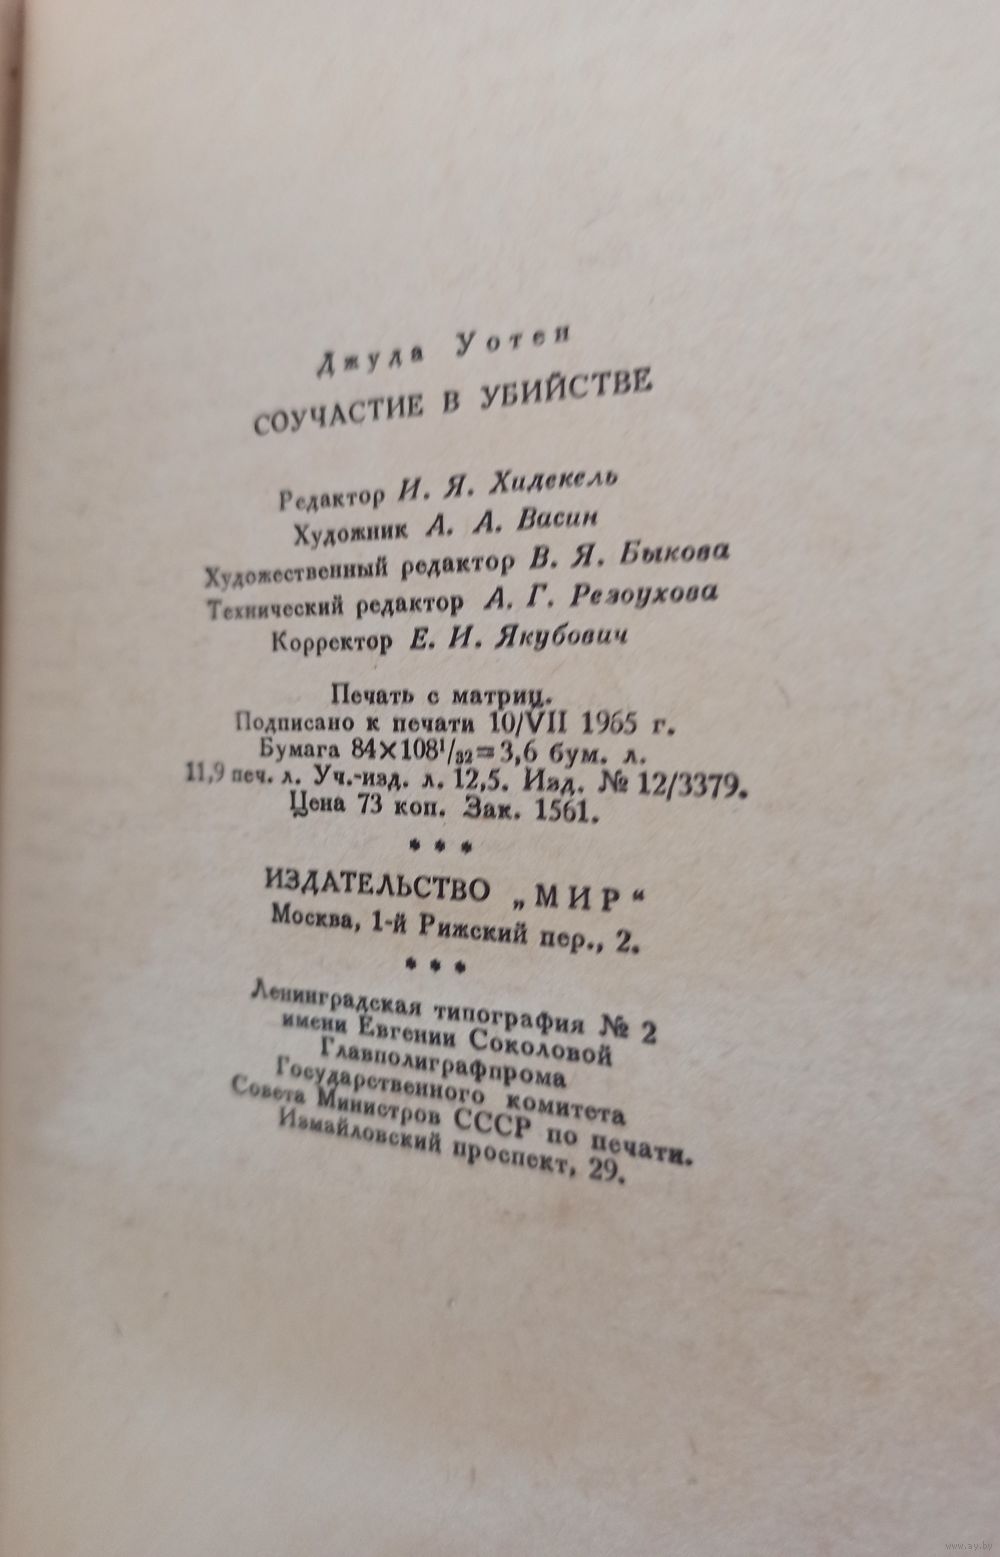 Джуда Уотен
СОУЧАСТИЕ В УБИЙСТВЕ
Редактор И. Я. Хидекель
Художник А. А. Васин
Художественный редактор В. Я. Быкова
Технический редактор А. Г. Резоухова
Корректор Е. И. Якубович
Печать с матриц.
Подписано к печати 10/VII 1965 г.
Бумага 84×108¹/₃₂=3,6 бум. л.
11,9 печ. л. Уч.-изд. л. 12,5. Изд. № 12/3379.
Цена 73 коп. Зак. 1561.
* * *
ИЗДАТЕЛЬСТВО „МИР“
Москва, 1-й Рижский пер., 2.
* * *
Ленинградская типография № 2
имени Евгении Соколовой
Главполиграфпрома
Государственного комитета
Совета Министров СССР по печати.
Измайловский проспект, 29.
www.ay.by